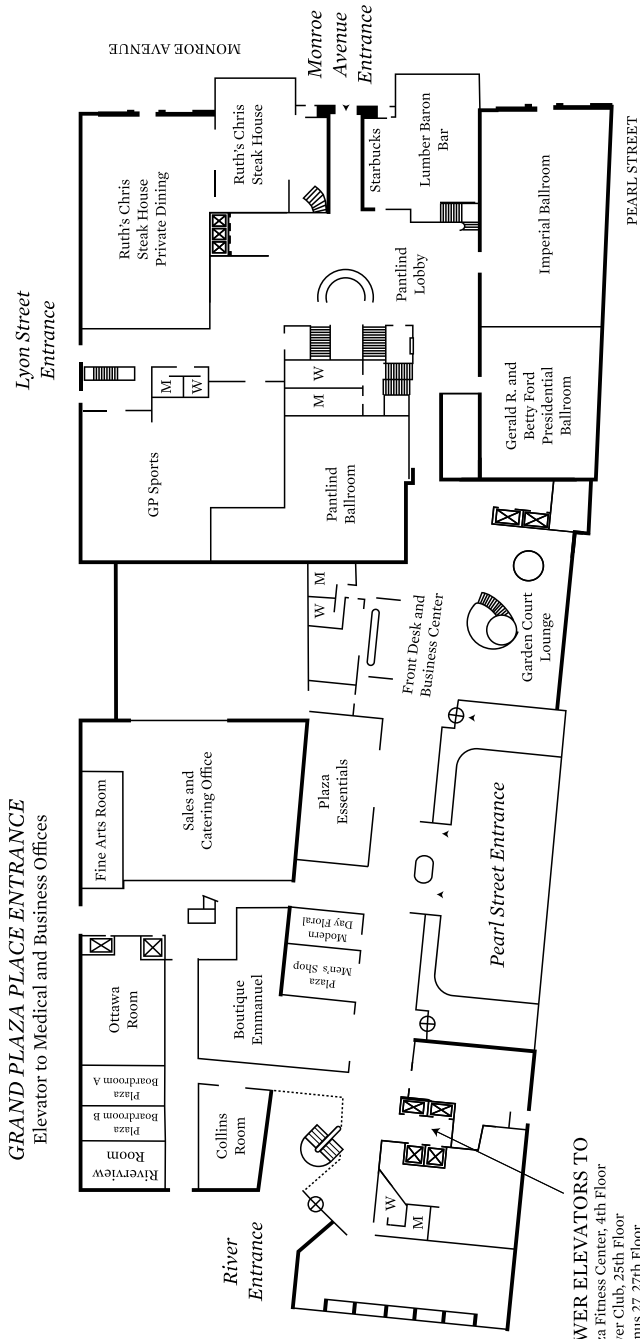 MONROE AVENUE
Monroe
Avenue
Entrance
Ruth's Chris
Steak House
Ruth's Chris
Steak House
Private Dining
Starbucks
Lumber Baron
Bar
Imperial Ballroom
PEARL STREET
Pantlind
Lobby
Lyon Street
Entrance
M
W
W
M
GP Sports
Pantlind
Ballroom
Gerald R. and
Betty Ford
Presidential
Ballroom
M
W
Front Desk and
Business Center
Garden Court
Lounge
GRAND PLAZA PLACE ENTRANCE
Elevator to Medical and Business Offices
Fine Arts Room
Sales and
Catering Office
Plaza
Essentials
Pearl Street Entrance
Modern
Day Floral
Plaza
Men's Shop
Boutique
Emmanuel
Ottawa
Room
Plaza
Boardroom A
Plaza
Boardroom B
Riverview
Room
Collins
Room
W
M
River
Entrance
WER ELEVATORS TO
a Fitness Center, 4th Floor
er Club, 25th Floor
us 27, 27th Floor